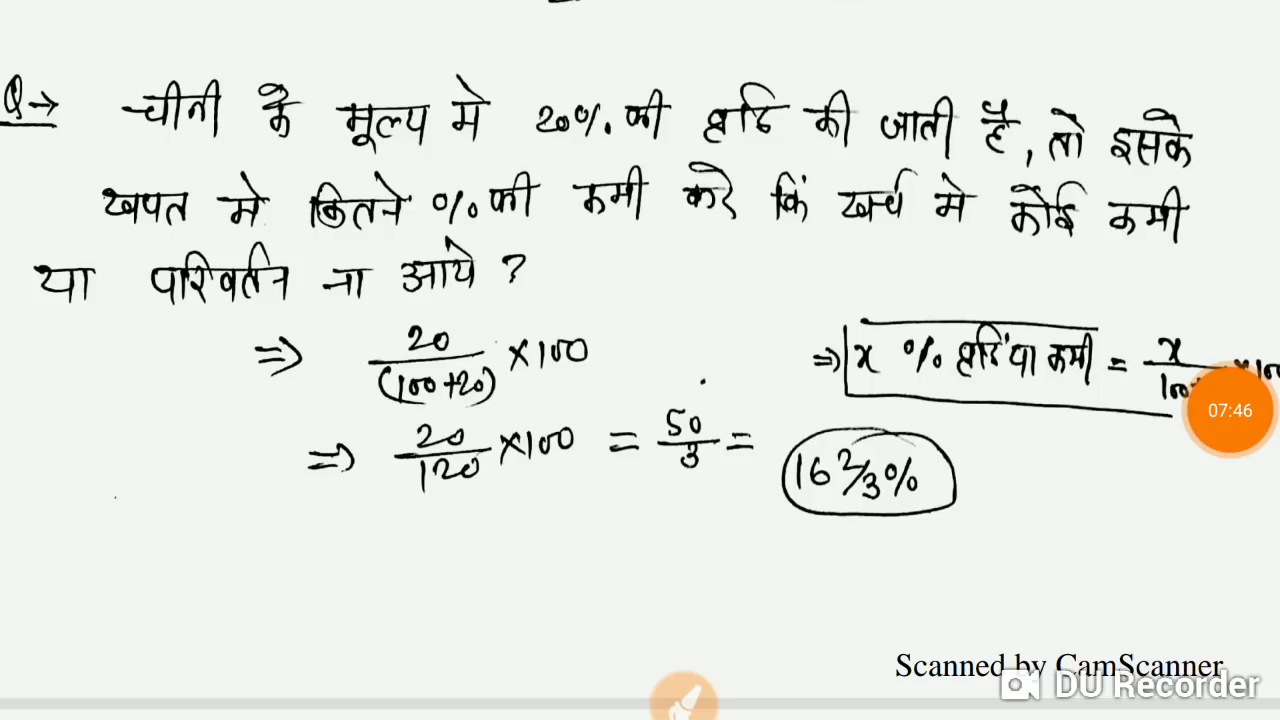 Q→ चीनी के मूल्य मे 20%. की वृद्धि की जाती है, तो इसके
खपत मे कितने %की कमी करे कि खर्च मे कोई कमी
या परिवर्तन ना आये ?
⇒ 20/(100+20) ×100
⇒ x % वृद्धि या कमी = x/100
07:46
⇒ 20/120 ×100 = 50/3 = 16 2/3%
Scanned by CamScanner
DU Recorder